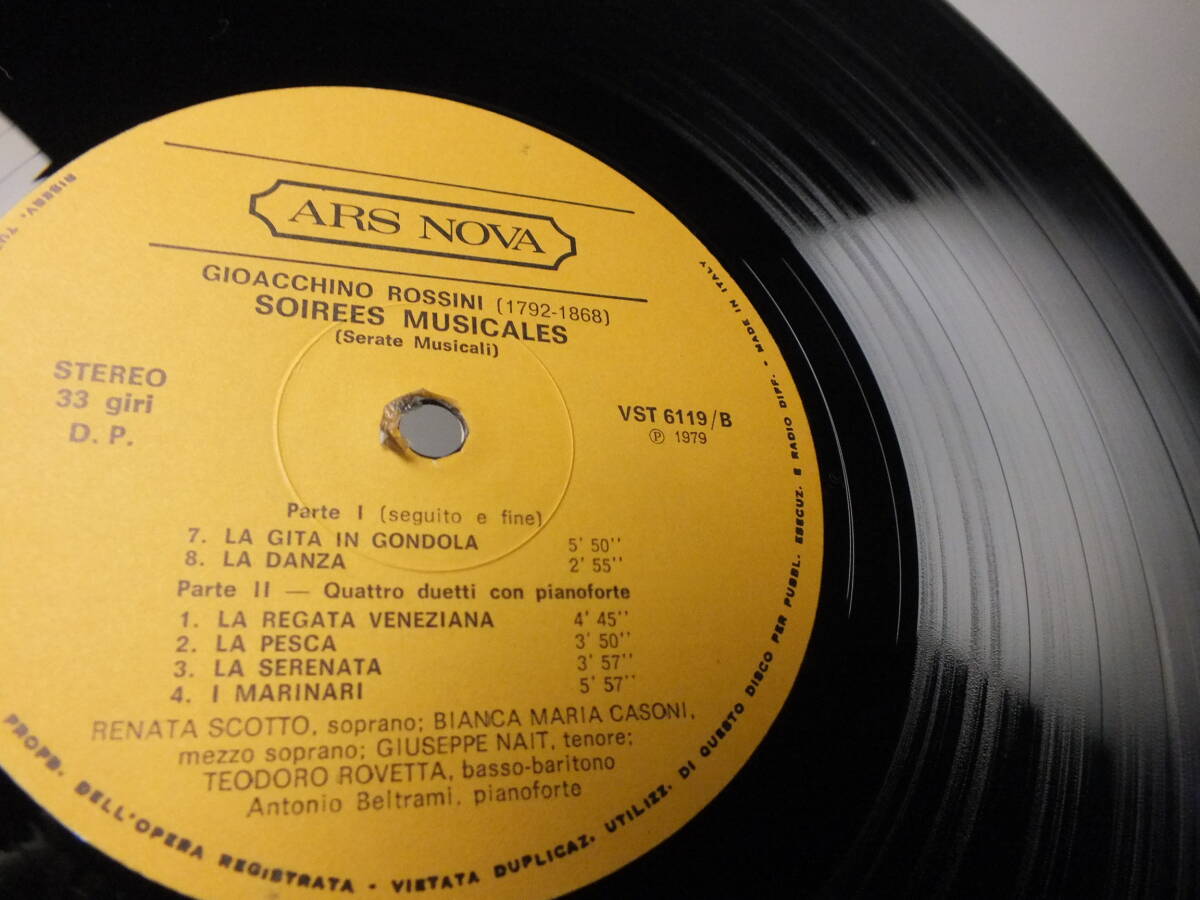 ARS NOVA
GIOACCHINO ROSSINI (1792-1868)
SOIREES MUSICALES
(Serate Musicali)
STEREO
33 giri
D. P.
VST 6119/B
℗ 1979
Parte I (seguito e fine)
7. LA GITA IN GONDOLA 5' 50''
8. LA DANZA 2' 55''
Parte II — Quattro duetti con pianoforte
1. LA REGATA VENEZIANA 4' 45''
2. LA PESCA 3' 50''
3. LA SERENATA 3' 57''
4. I MARINARI 5' 57''
RENATA SCOTTO, soprano; BIANCA MARIA CASONI,
mezzo soprano; GIUSEPPE NAIT, tenore;
TEODORO ROVETTA, basso-baritono
Antonio Beltrami, pianoforte
PROPR. DELL'OPERA REGISTRATA - VIETATA DUPLICAZ. UTILIZZ. DI QUESTO DISCO PER PUBBL. ESECUZ. E RADIO DIFF. - MADE IN ITALY
RISERV.